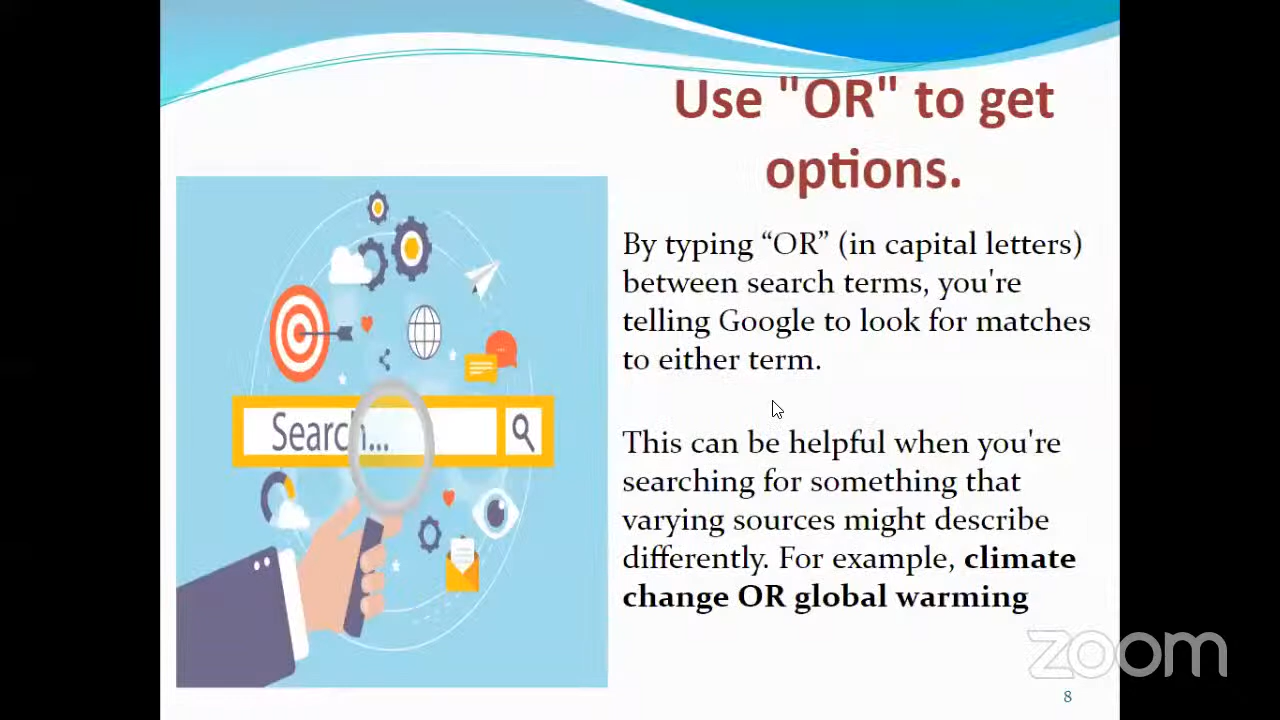 Use "OR" to get
options.
By typing “OR” (in capital letters)
between search terms, you're
telling Google to look for matches
to either term.
This can be helpful when you're
searching for something that
varying sources might describe
differently. For example, climate
change OR global warming
Search...
zoom
8